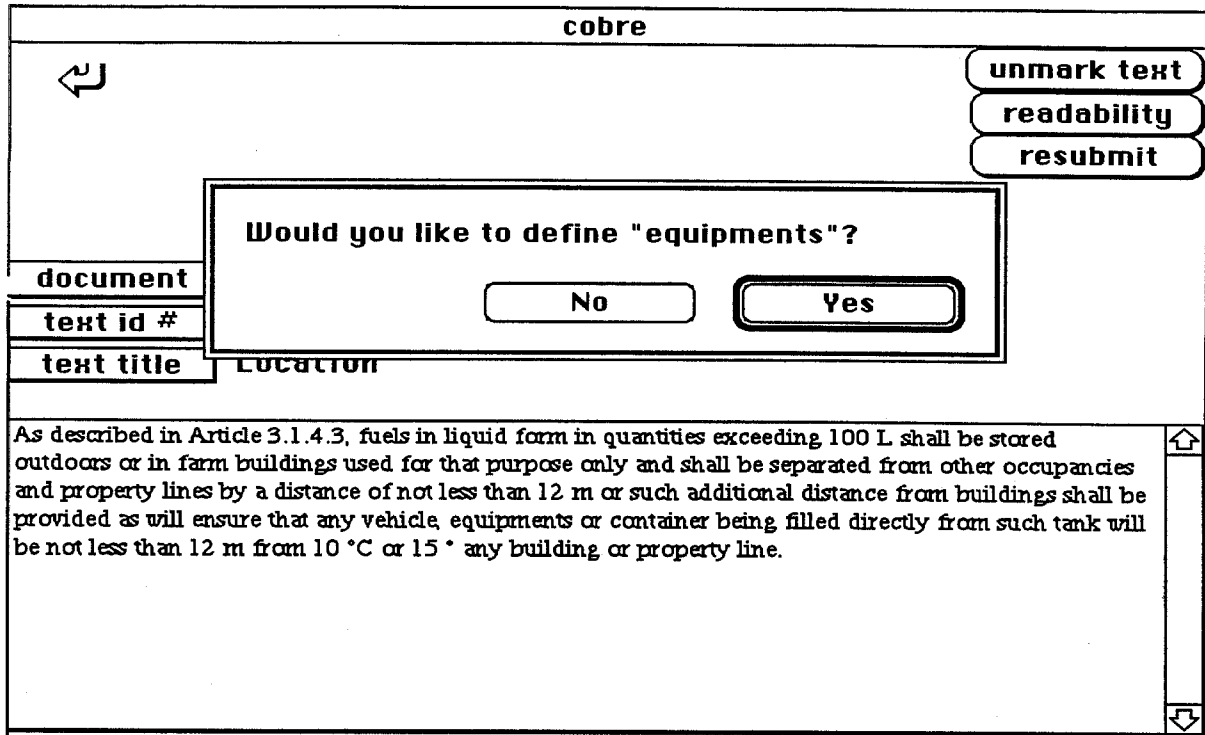 cobre
unmark text
readability
resubmit
Would you like to define "equipments"?
No
Yes
document
text id #
text title
Location
As described in Article 3.1.4.3, fuels in liquid form in quantities exceeding 100 L shall be stored
outdoors or in farm buildings used for that purpose only and shall be separated from other occupancies
and property lines by a distance of not less than 12 m or such additional distance from buildings shall be
provided as will ensure that any vehicle, equipments or container being filled directly from such tank will
be not less than 12 m from 10 °C or 15 ° any building or property line.